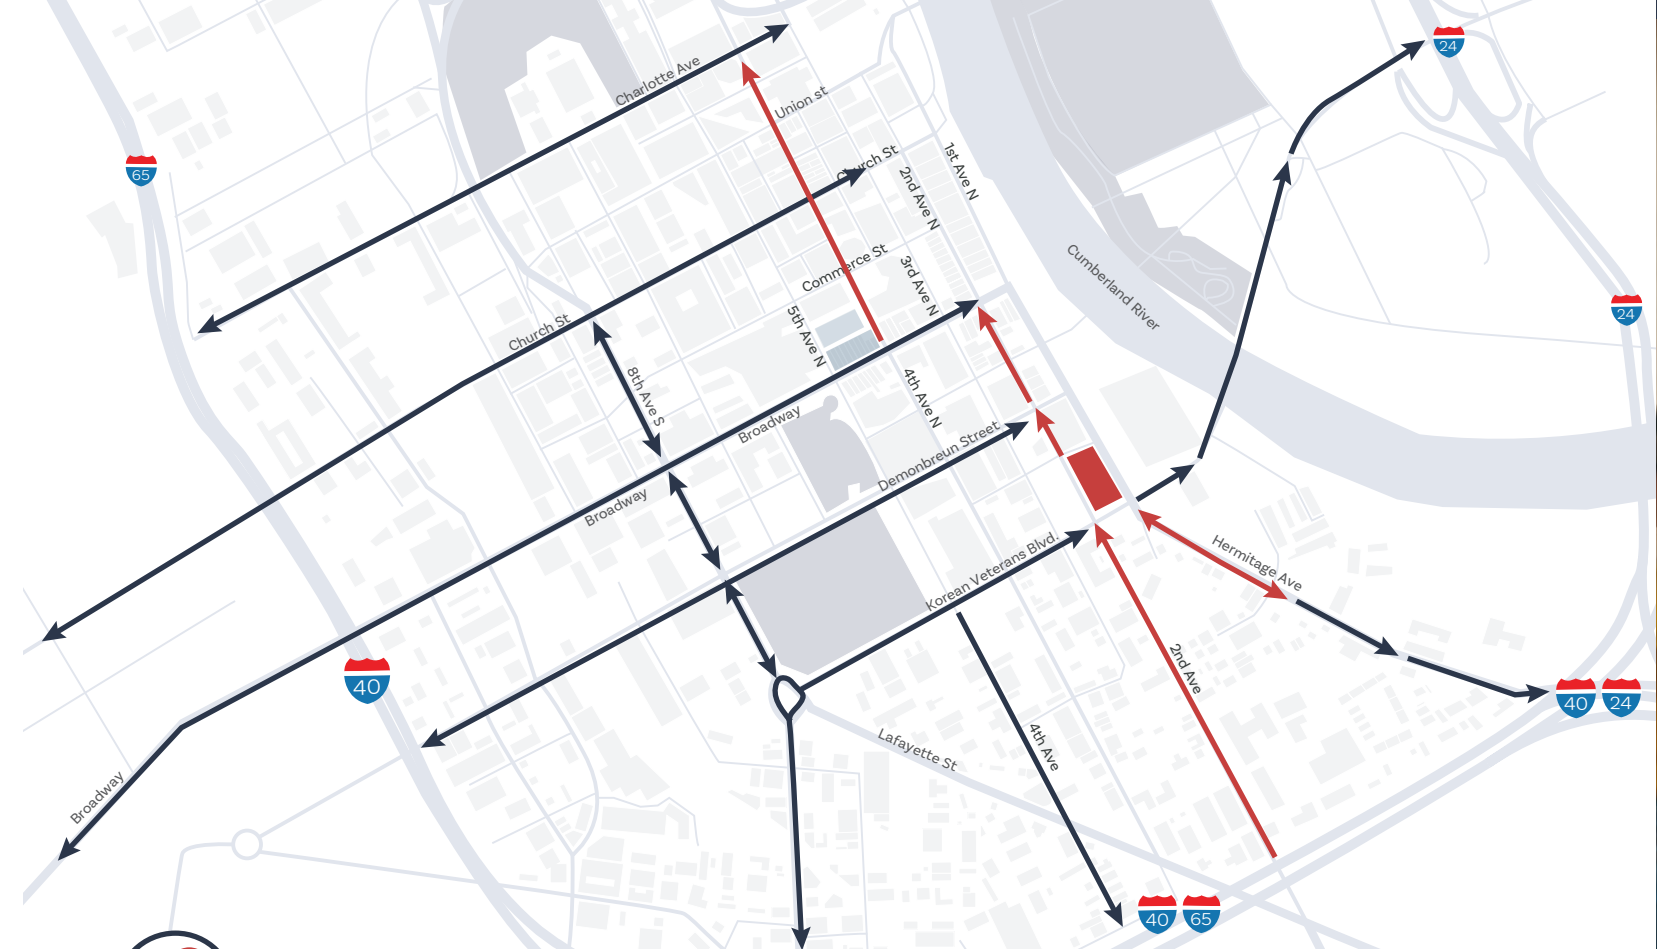 24
Charlotte Ave
Union st
65
Church St
1st Ave N
2nd Ave N
Commerce St
3rd Ave N
Cumberland River
24
5th Ave N
Church St
8th Ave S
4th Ave N
Broadway
Demonbreun Street
Broadway
Korean Veterans Blvd.
Hermitage Ave
40
2nd Ave
40
24
4th Ave
Lafayette St
Broadway
40
65